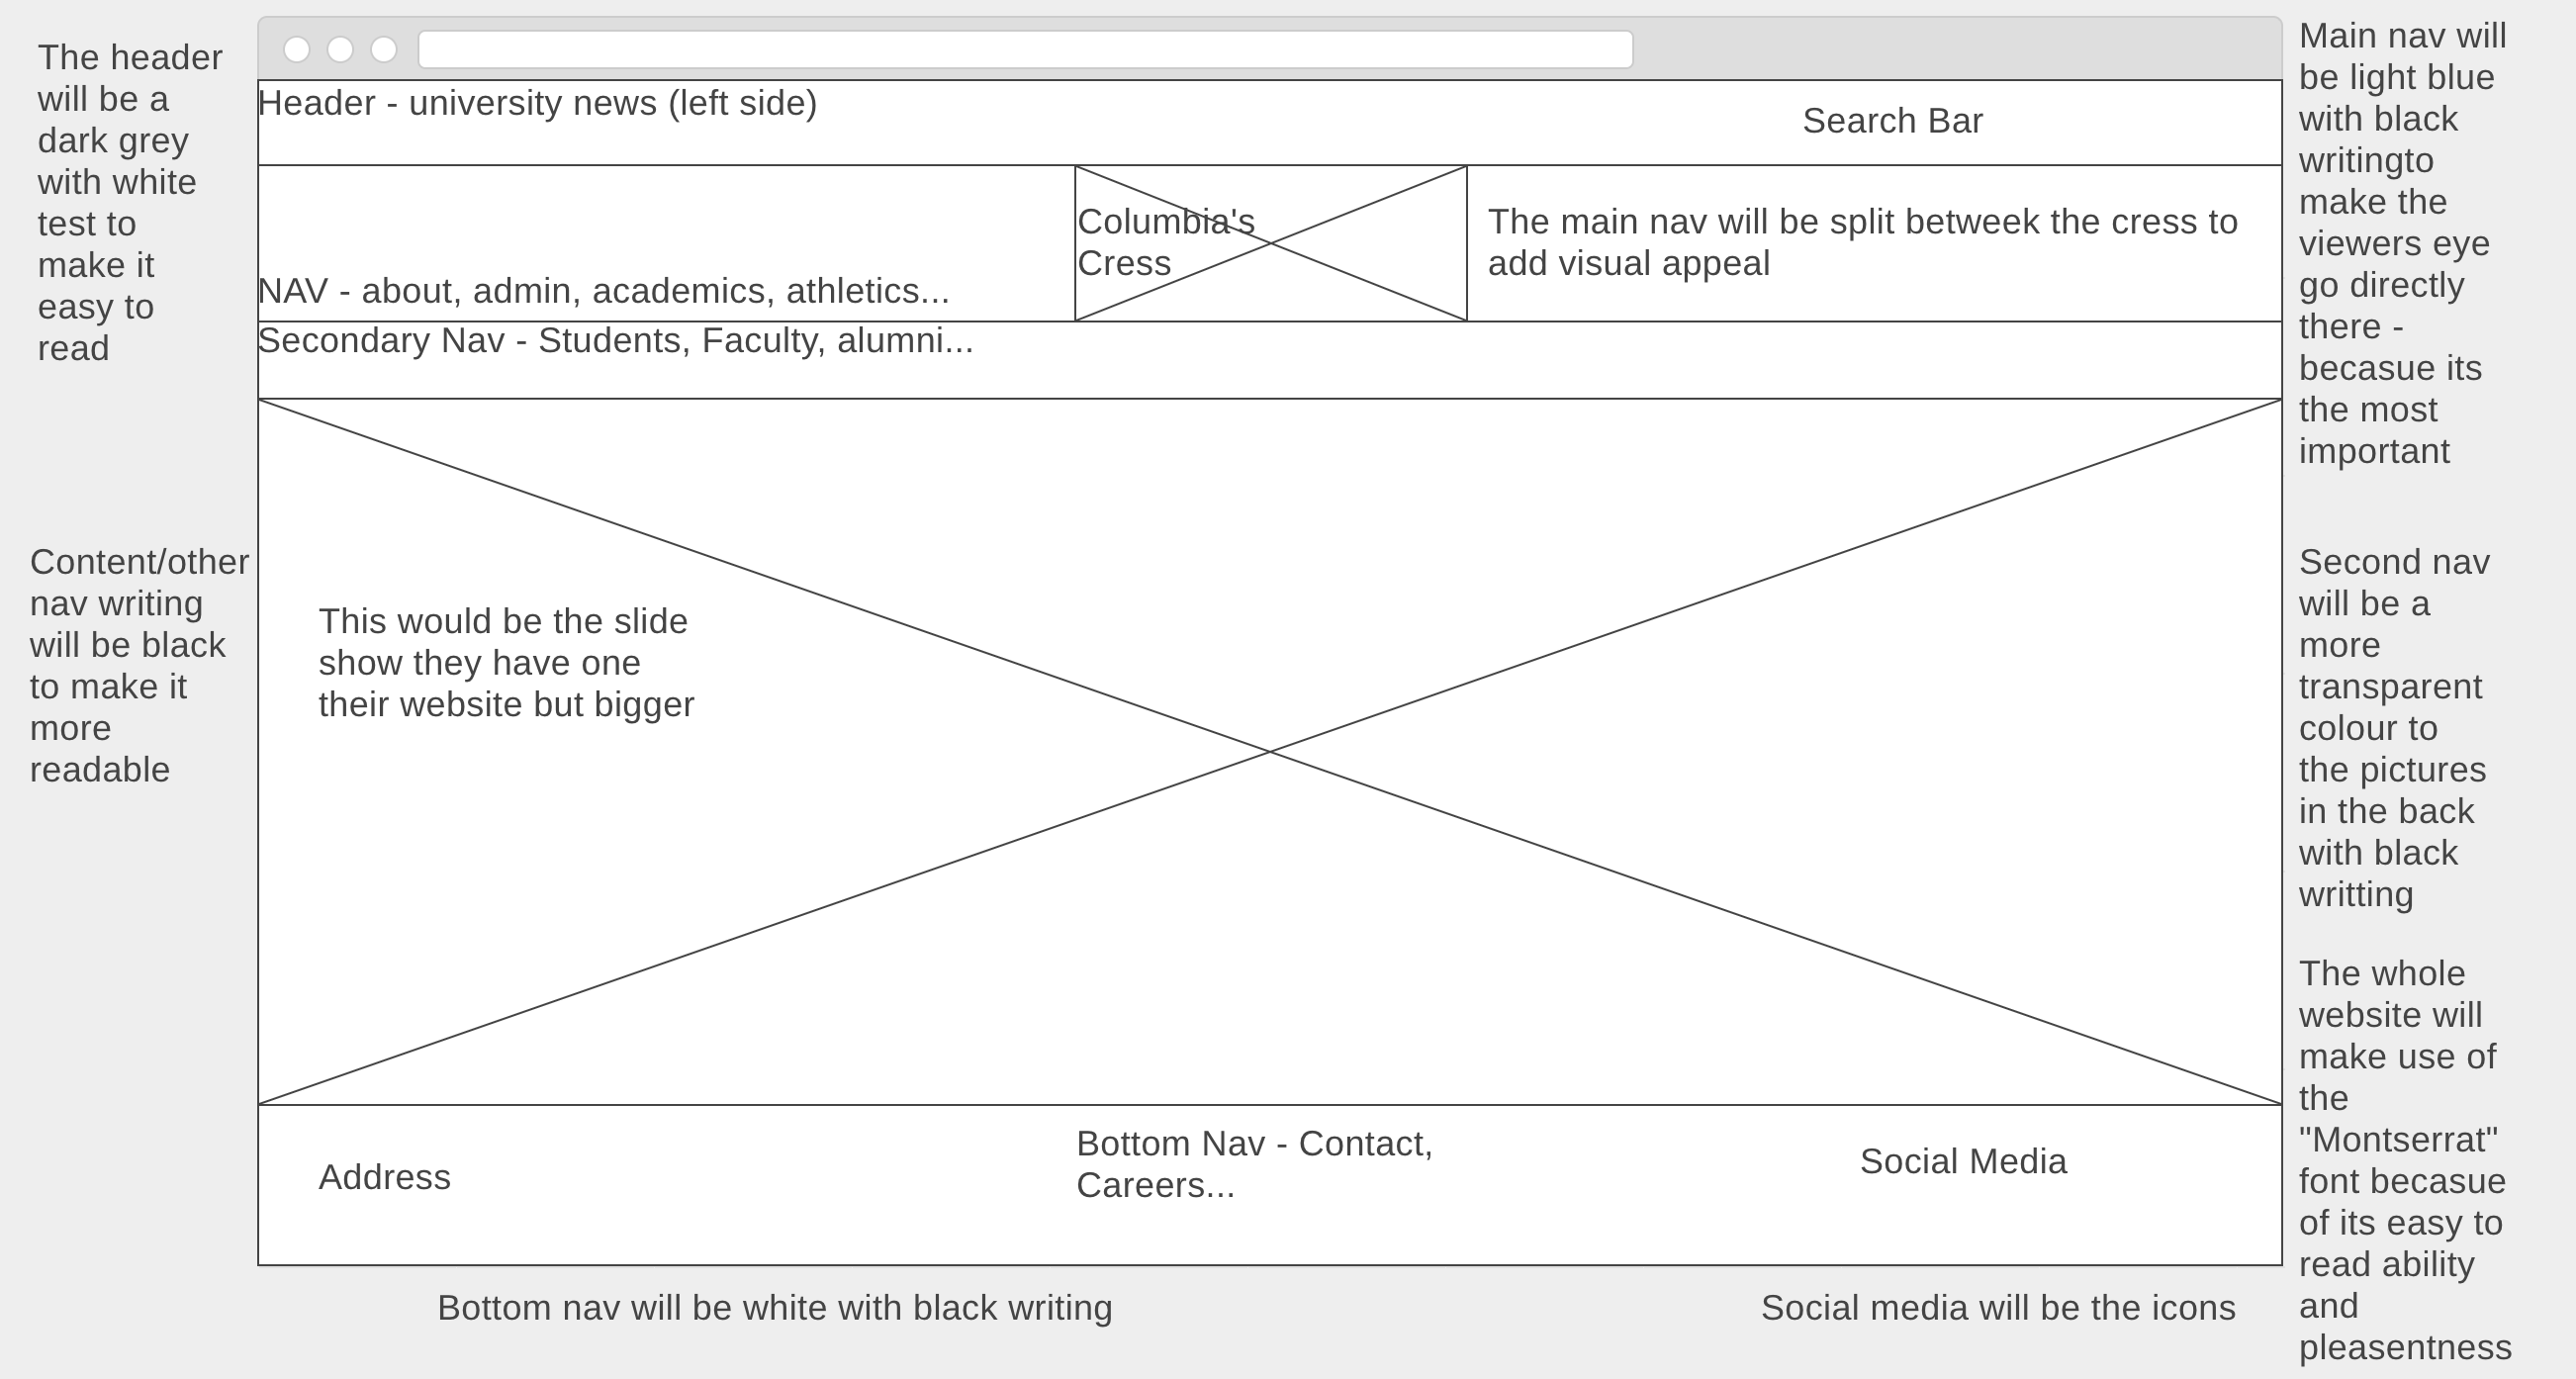 The header
will be a
dark grey
with white
test to
make it
easy to
read
Content/other
nav writing
will be black
to make it
more
readable
Header - university news (left side)
Search Bar
NAV - about, admin, academics, athletics...
Columbia's
Cress
The main nav will be split betweek the cress to
add visual appeal
Secondary Nav - Students, Faculty, alumni...
This would be the slide
show they have one
their website but bigger
Address
Bottom Nav - Contact,
Careers...
Social Media
Bottom nav will be white with black writing
Social media will be the icons
Main nav will
be light blue
with black
writingto
make the
viewers eye
go directly
there -
becasue its
the most
important
Second nav
will be a
more
transparent
colour to
the pictures
in the back
with black
writting
The whole
website will
make use of
the
"Montserrat"
font becasue
of its easy to
read ability
and
pleasentness